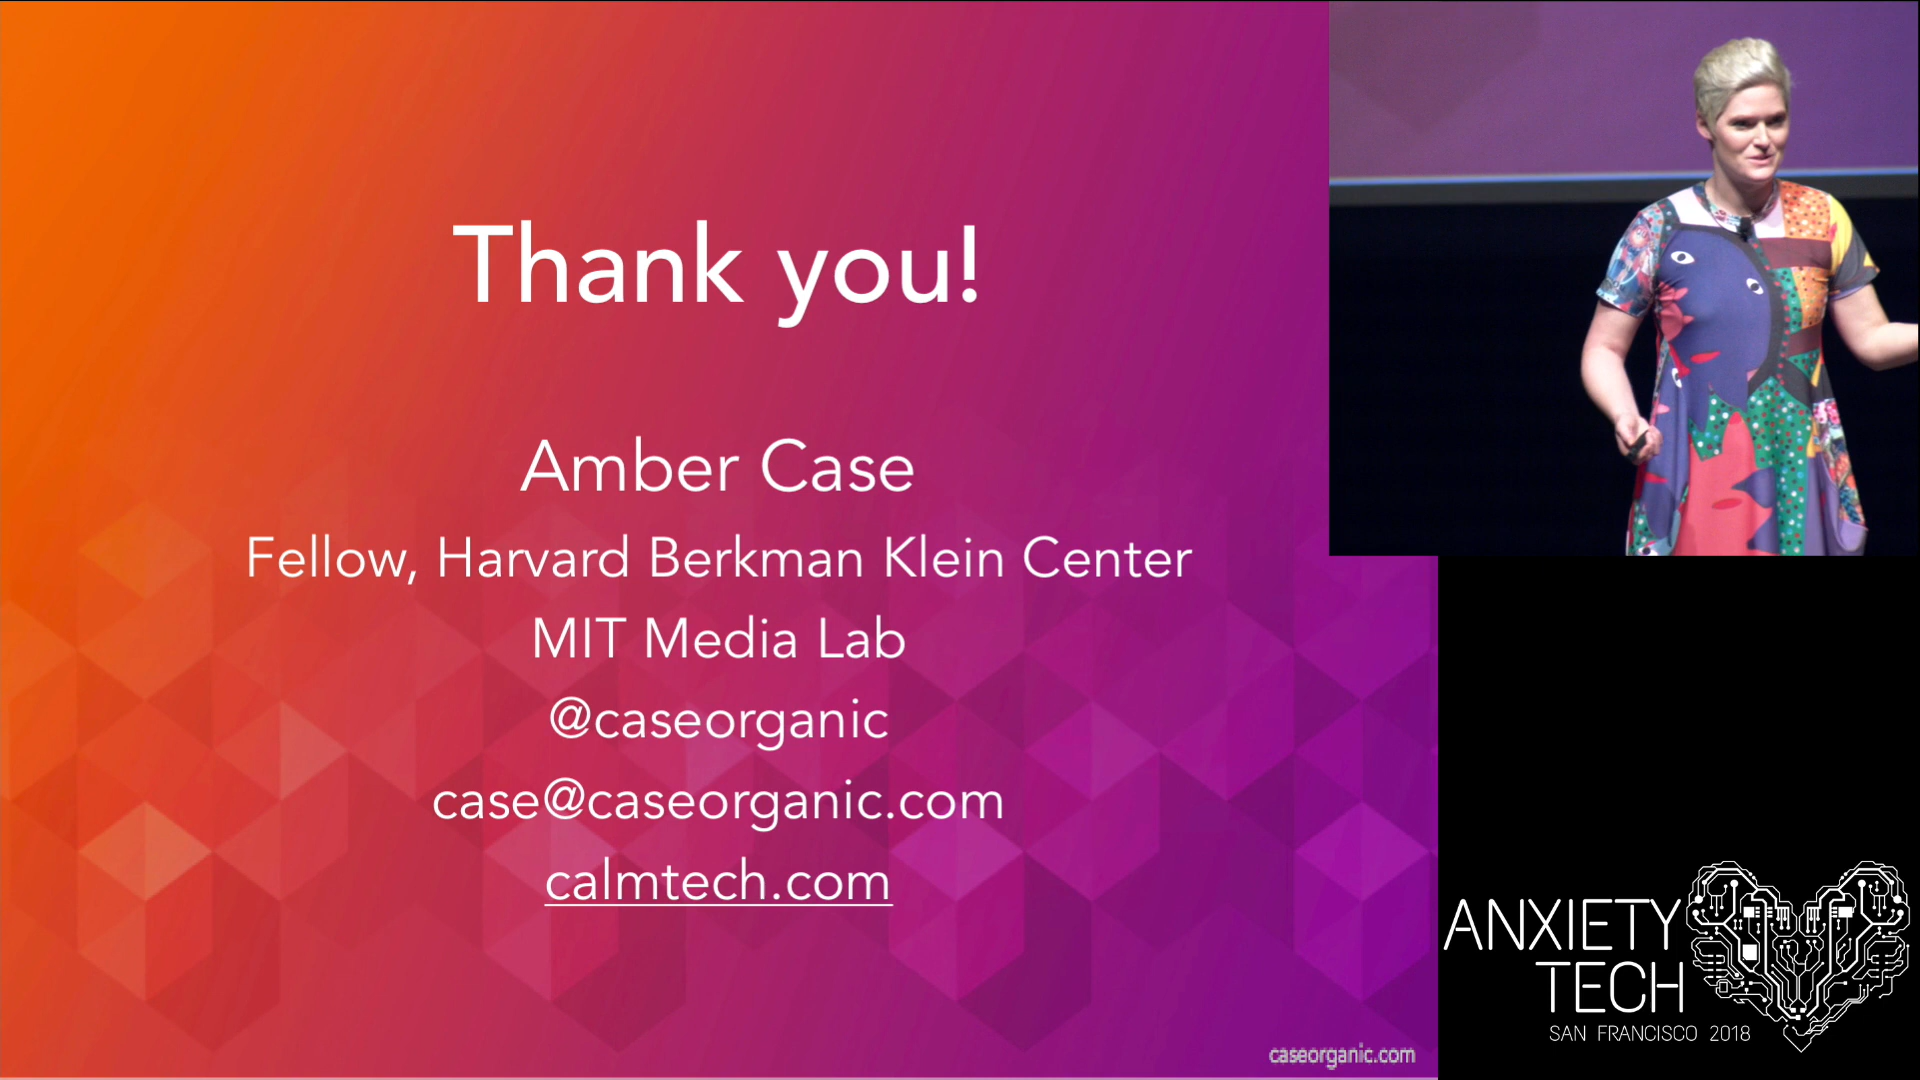 Thank you!
Amber Case
Fellow, Harvard Berkman Klein Center
MIT Media Lab
@caseorganic
case@caseorganic.com
calmtech.com
caseorganic.com
ANXIETY
TECH
SAN FRANCISCO 2018